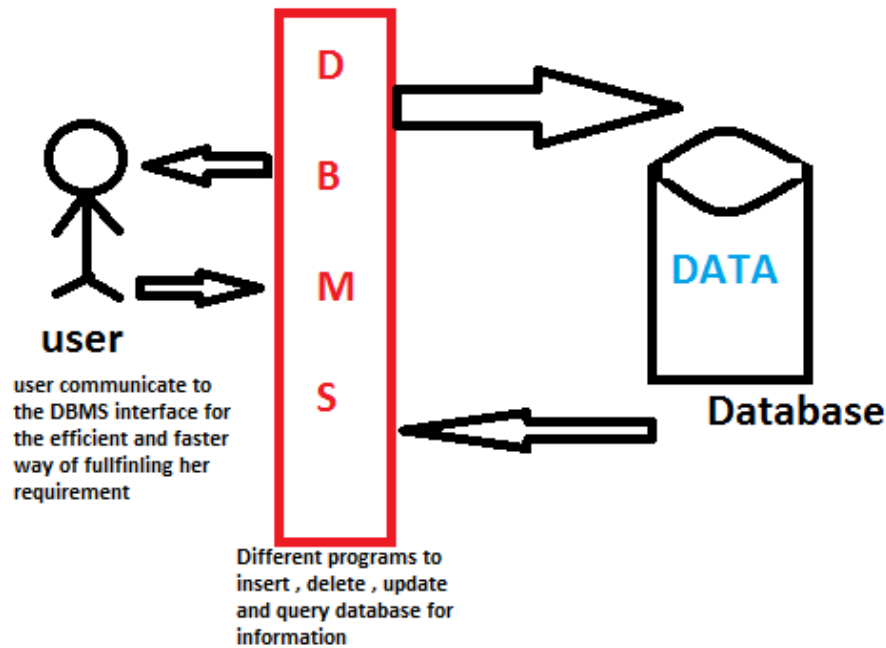 D
B
M
S
DATA
Database
user
user communicate to
the DBMS interface for
the efficient and faster
way of fullfinling her
requirement
Different programs to
insert , delete , update
and query database for
information